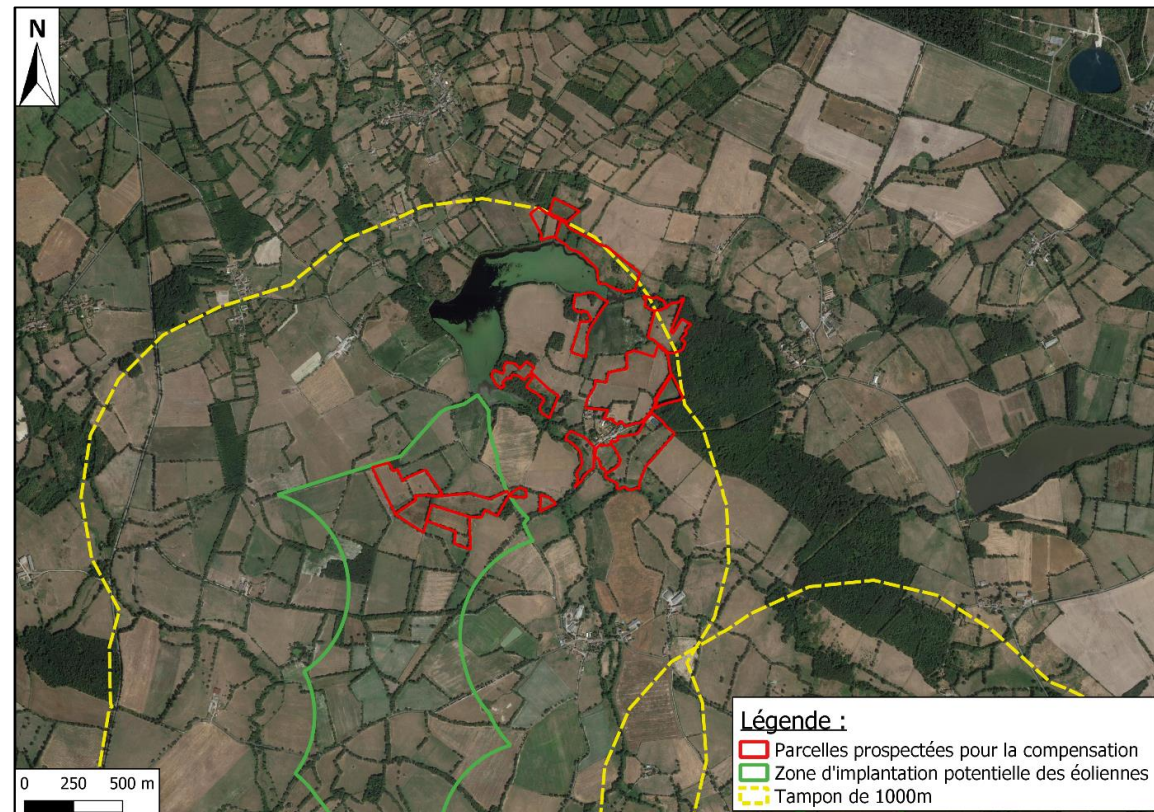 N
Légende :
Parcelles prospectées pour la compensation
Zone d'implantation potentielle des éoliennes
Tampon de 1000m
0 250 500 m